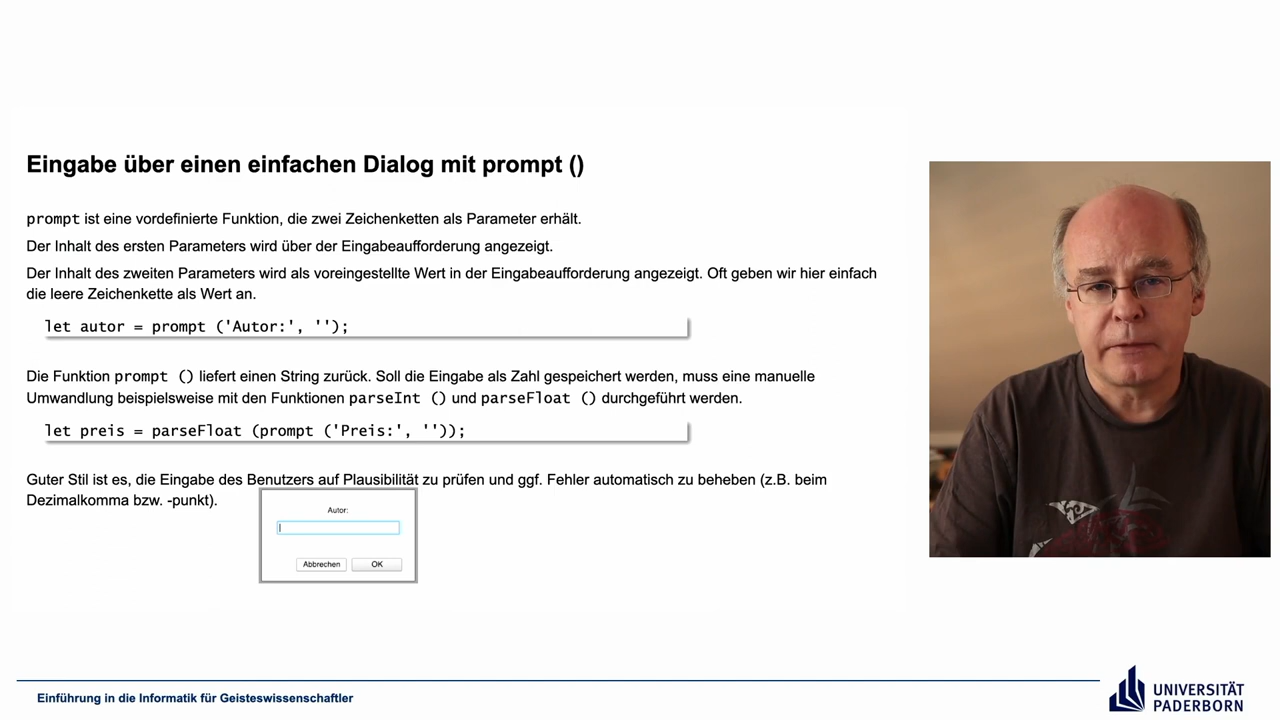 Eingabe über einen einfachen Dialog mit prompt ()
prompt ist eine vordefinierte Funktion, die zwei Zeichenketten als Parameter erhält.
Der Inhalt des ersten Parameters wird über der Eingabeaufforderung angezeigt.
Der Inhalt des zweiten Parameters wird als voreingestellte Wert in der Eingabeaufforderung angezeigt. Oft geben wir hier einfach
die leere Zeichenkette als Wert an.
let autor = prompt ('Autor:', '');
Die Funktion prompt () liefert einen String zurück. Soll die Eingabe als Zahl gespeichert werden, muss eine manuelle
Umwandlung beispielsweise mit den Funktionen parseInt () und parseFloat () durchgeführt werden.
let preis = parseFloat (prompt ('Preis:', ''));
Guter Stil ist es, die Eingabe des Benutzers auf Plausibilität zu prüfen und ggf. Fehler automatisch zu beheben (z.B. beim
Dezimalkomma bzw. -punkt).
Autor:
Abbrechen OK
Einführung in die Informatik für Geisteswissenschaftler
UNIVERSITÄT
PADERBORN